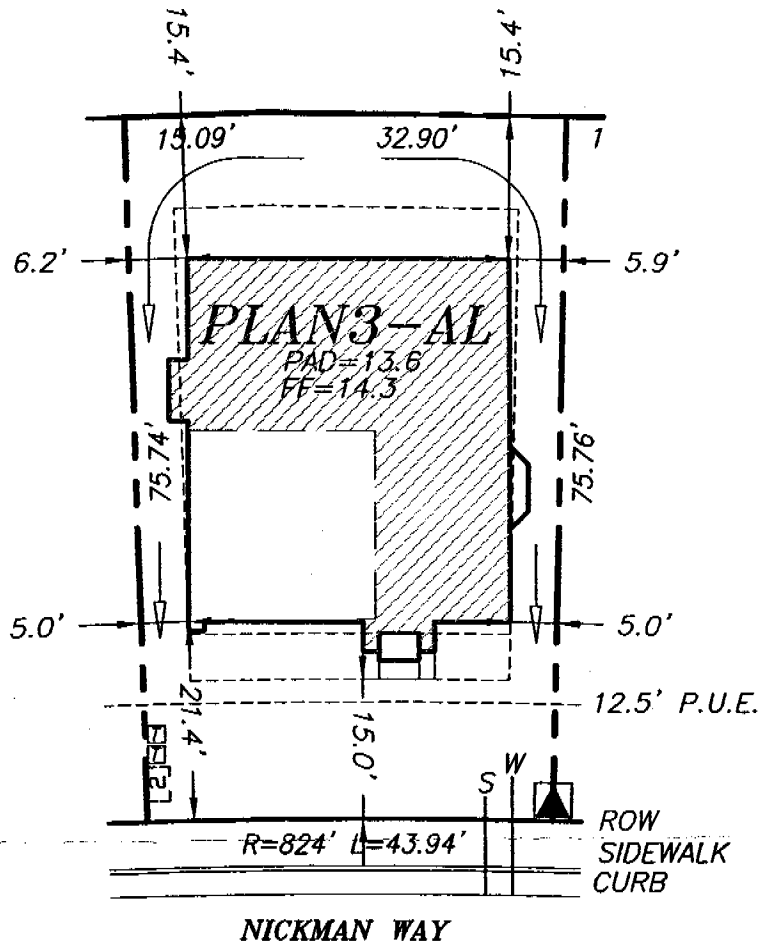 15.4'
15.4'
15.09'
32.90'
1
6.2'
5.9'
PLAN3-AL
PAD=13.6
FF=14.3
75.74'
75.76'
5.0'
5.0'
12.5' P.U.E.
21.4'
15.0'
T
T
2
S
W
ROW
R=824' L=43.94'
SIDEWALK
CURB
NICKMAN WAY